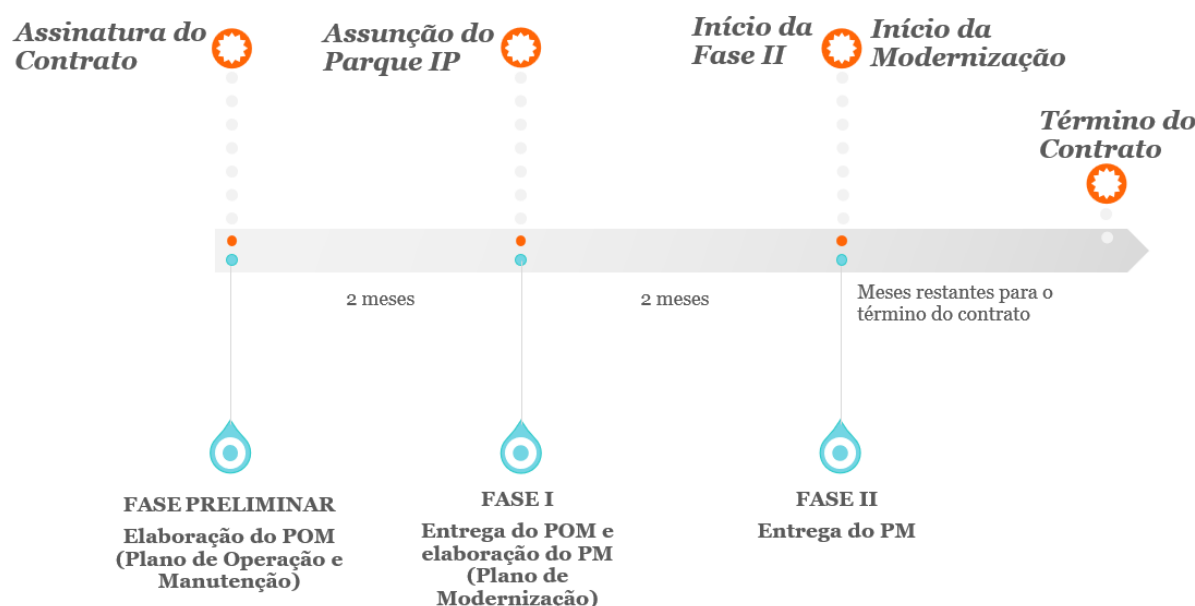 Assinatura do
Contrato
Assunção do
Parque IP
Início da
Fase II
Início da
Modernização
Término do
Contrato
2 meses
2 meses
Meses restantes para o
término do contrato
FASE PRELIMINAR
Elaboração do POM
(Plano de Operação e
Manutenção)
FASE I
Entrega do POM e
elaboração do PM
(Plano de
Modernização)
FASE II
Entrega do PM